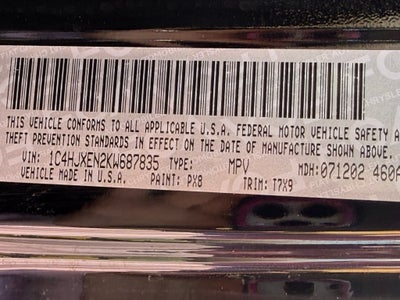 THIS VEHICLE CONFORMS TO ALL APPLICABLE U.S.A. FEDERAL MOTOR VEHICLE SAFETY A
THEFT PREVENTION STANDARDS IN EFFECT ON THE DATE OF MANUFACTURE SHOWN ABOVE.
VIN: 1C4HJXEN2KW687835 TYPE: MPV MDH: 071202 460A
VEHICLE MADE IN U.S.A. PAINT: PX8 TRIM: T7X9